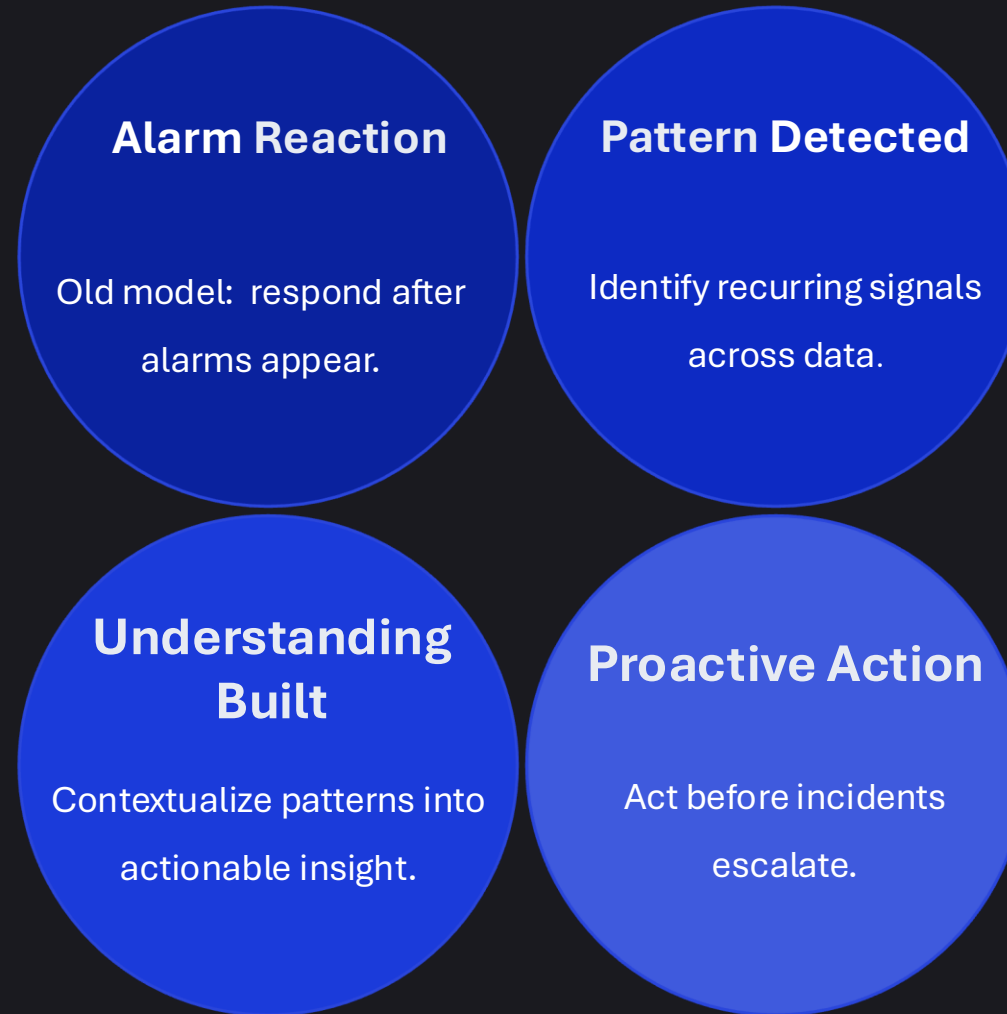 Alarm Reaction
Old model:  respond after
alarms appear.
Pattern Detected
Identify recurring signals
across data.
Understanding
Built
Contextualize patterns into
actionable insight.
Proactive Action
Act before incidents
escalate.